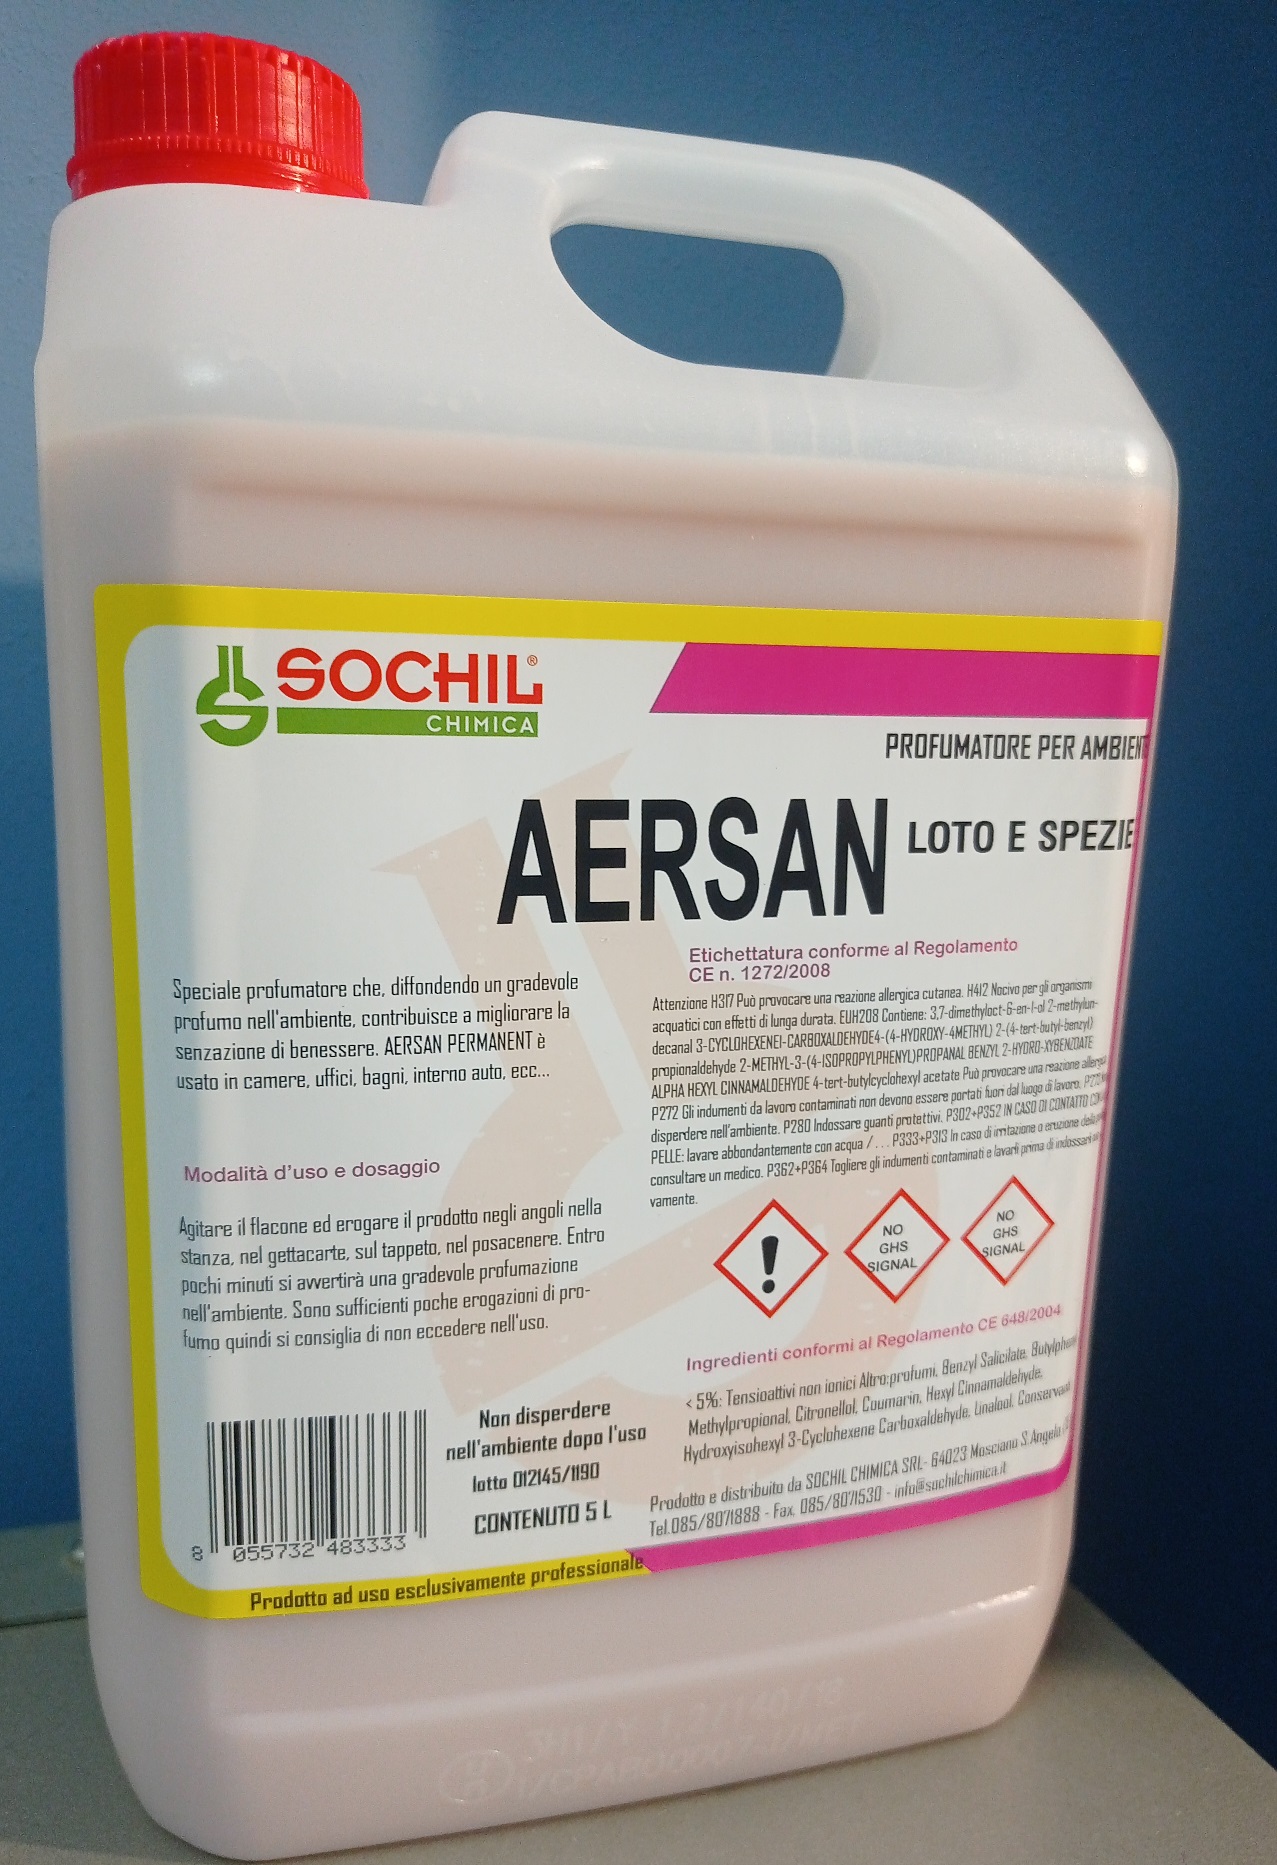 SOCHIL®
CHIMICA
PROFUMATORE PER AMBIENT
AERSAN LOTO E SPEZIE
Speciale profumatore che, diffondendo un gradevole
profumo nell'ambiente, contribuisce a migliorare la
senzazione di benessere. AERSAN PERMANENT è
usato in camere, uffici, bagni, interno auto, ecc...
Modalità d'uso e dosaggio
Agitare il flacone ed erogare il prodotto negli angoli nella
stanza, nel gettacarte, sul tappeto, nel posacenere. Entro
pochi minuti si avvertirà una gradevole profumazione
nell'ambiente. Sono sufficienti poche erogazioni di pro-
fumo quindi si consiglia di non eccedere nell'uso.
Etichettatura conforme al Regolamento
CE n. 1272/2008
Attenzione H317 Può provocare una reazione allergica cutanea. H412 Nocivo per gli organismi
acquatici con effetti di lunga durata. EUH208 Contiene: 3,7-dimethyloct-6-en-1-ol 2-methylun-
decanal 3-CYCLOHEXENE1-CARBOXALDEHYDE4-(4-HYDROXY-4METHYL) 2-(4-tert-butyl-benzyl)
propionaldehyde 2-METHYL-3-(4-ISOPROPYLPHENYL)PROPANAL BENZYL 2-HYDRO-XYBENZOATE
ALPHA HEXYL CINNAMALDEHYDE 4-tert-butylcyclohexyl acetate Può provocare una reazione allergica.
P272 Gli indumenti da lavoro contaminati non devono essere portati fuori dal luogo di lavoro. P273
disperdere nell'ambiente. P280 Indossare guanti protettivi. P302+P352 IN CASO DI CONTATTO CON
PELLE: lavare abbondantemente con acqua / . . . P333+P313 In caso di irritazione o eruzione della
consultare un medico. P362+P364 Togliere gli indumenti contaminati e lavarli prima di indossarli
vamente.
NO
GHS
SIGNAL
NO
GHS
SIGNAL
Ingredienti conformi al Regolamento CE 648/2004
< 5%: Tensioattivi non ionici Altro:profumi, Benzyl Salicilate, Butylphen
Methylpropional, Citronellol, Coumarin, Hexyl Cinnamaldehyde,
Hydroxyisohexyl 3-Cyclohexene Carboxaldehyde, Linalool, Conservan
Prodotto e distribuito da SOCHIL CHIMICA SRL- 64023 Mosciano S.Angelo
Tel.085/8071888 - Fax. 085/8071530 - info@sochilchimica.it
Non disperdere
nell'ambiente dopo l'uso
lotto 012145/1190
CONTENUTO 5 L
8 055732 483333
Prodotto ad uso esclusivamente professionale